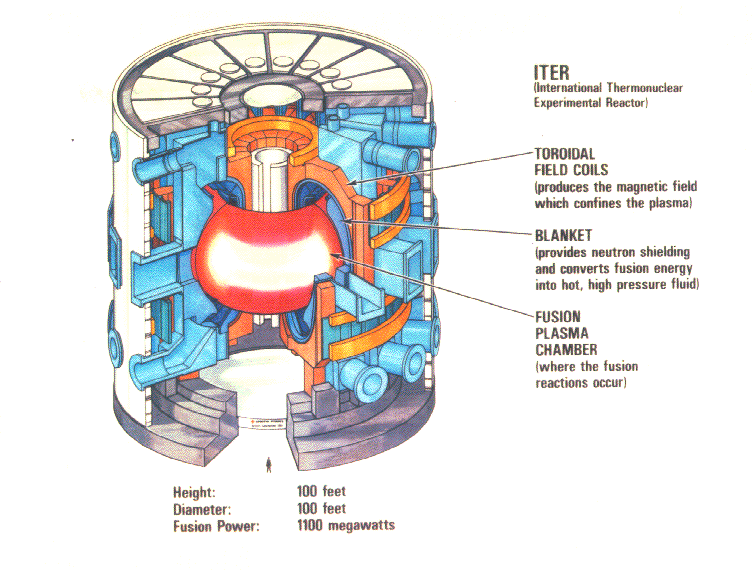 ITER
(International Thermonuclear
Experimental Reactor)
TOROIDAL
FIELD COILS
(produces the magnetic field
which confines the plasma)
BLANKET
(provides neutron shielding
and converts fusion energy
into hot, high pressure fluid)
FUSION
PLASMA
CHAMBER
(where the fusion
reactions occur)
Height: 100 feet
Diameter: 100 feet
Fusion Power: 1100 megawatts